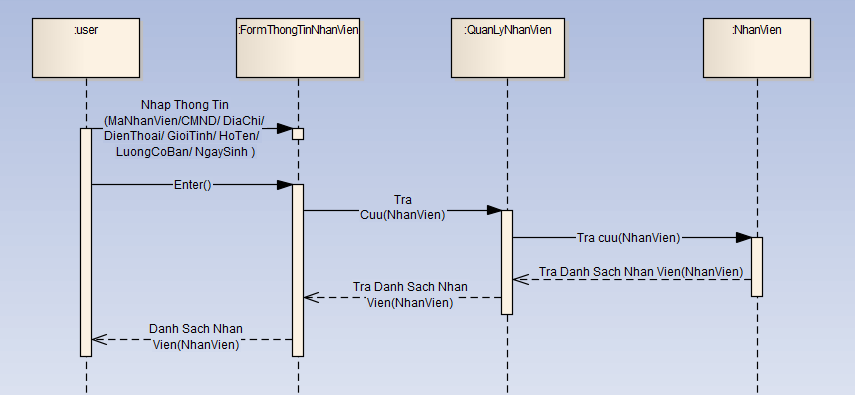 :user
:FormThongTinNhanVien
:QuanLyNhanVien
:NhanVien
Nhap Thong Tin
(MaNhanVien/CMND/ DiaChi/
DienThoai/ GioiTinh/ HoTen/
LuongCoBan/ NgaySinh )
Enter()
Tra
Cuu(NhanVien)
Tra cuu(NhanVien)
Tra Danh Sach Nhan Vien(NhanVien)
Tra Danh Sach Nhan
Vien(NhanVien)
Danh Sach Nhan
Vien(NhanVien)